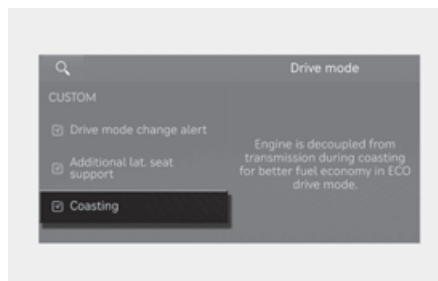 Drive mode
CUSTOM
Drive mode change alert
Additional lat. seat
support
Coasting
Engine is decoupled from
transmission during coasting
for better fuel economy in ECO
drive mode.